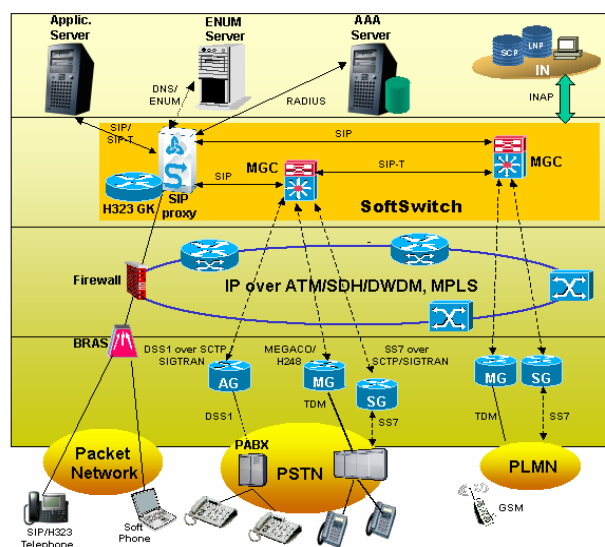 Applic.
Server
ENUM
Server
AAA
Server
SCP
LNP
IN
DNS/
ENUM
RADIUS
INAP
SIP/
SIP-T
SIP
MGC
SIP-T
MGC
SIP
H323 GK
SIP
proxy
SoftSwitch
Firewall
IP over ATM/SDH/DWDM, MPLS
BRAS
DSS1 over SCTP/
SIGTRAN
MEGACO/
H248
SS7 over
SCTP/SIGTRAN
AG
MG
SG
MG
SG
DSS1
TDM
SS7
TDM
SS7
Packet
Network
PABX
PSTN
PLMN
SIP/H323
Telephone
Soft
Phone
GSM